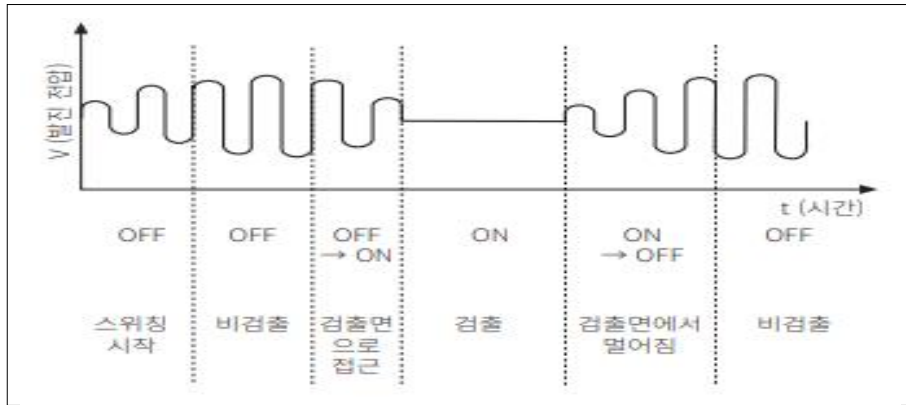 V (발진 전압)
t (시간)
OFF
OFF
OFF
→ ON
ON
ON
→ OFF
OFF
스위칭
시작
비검출
검출면
으로
접근
검출
검출면에서
멀어짐
비검출